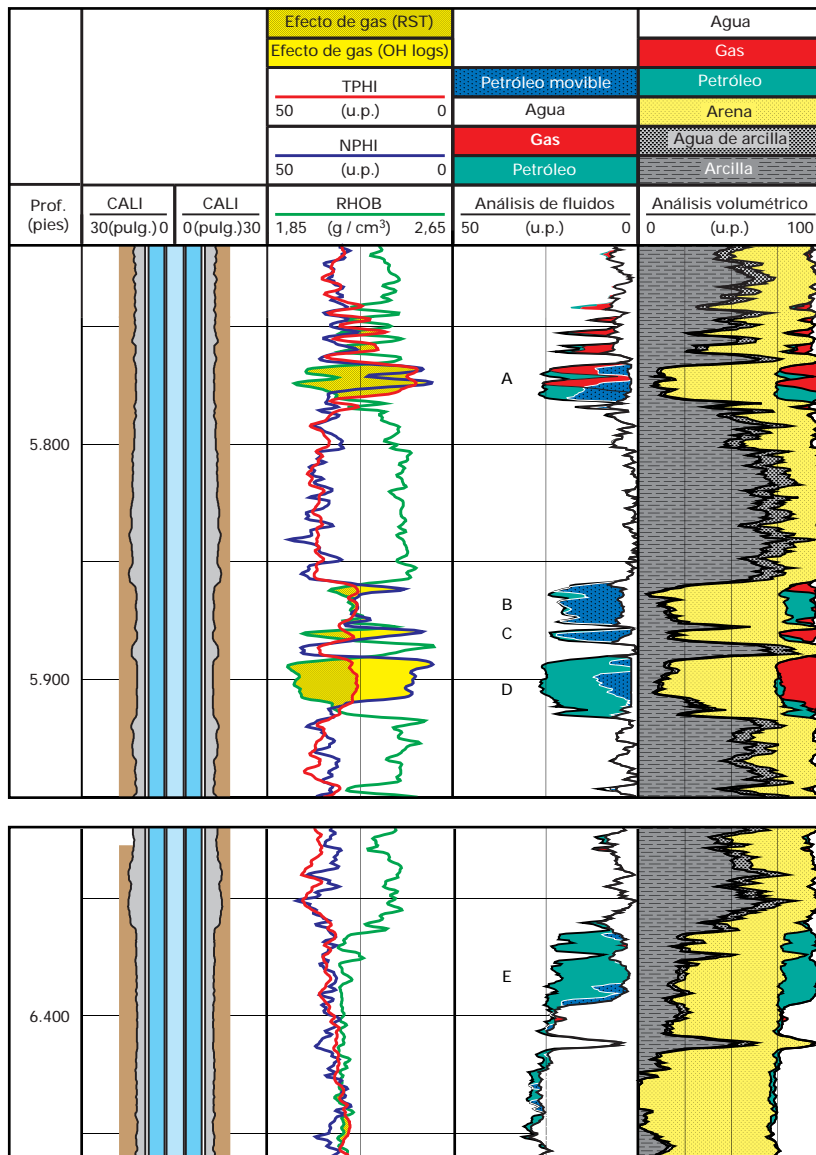 Efecto de gas (RST)
Agua
Efecto de gas (OH logs)
Gas
TPHI
50 (u.p.) 0
Petróleo movible
Petróleo
Agua
Arena
NPHI
50 (u.p.) 0
Gas
Agua de arcilla
Petróleo
Arcilla
Prof.
(pies)
CALI
30(pulg.)0
CALI
0(pulg.)30
RHOB
1,85 (g / cm³) 2,65
Análisis de fluidos
50 (u.p.) 0
Análisis volumétrico
0 (u.p.) 100
A
5.800
B
C
5.900
D
E
6.400